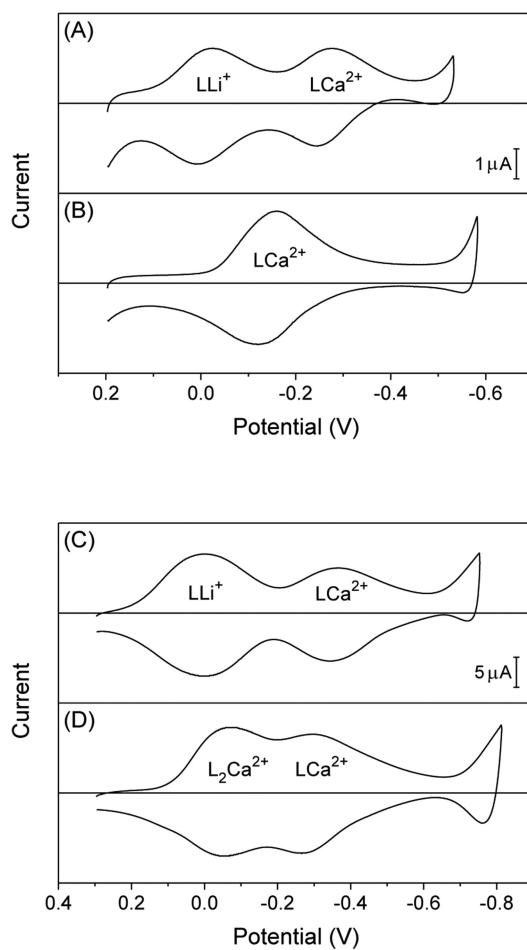 (A)
LLi⁺
LCa²⁺
1 μA
(B)
LCa²⁺
Current
0.2 0.0 -0.2 -0.4 -0.6
Potential (V)
(C)
LLi⁺
LCa²⁺
5 μA
(D)
L₂Ca²⁺
LCa²⁺
Current
0.4 0.2 0.0 -0.2 -0.4 -0.6 -0.8
Potential (V)